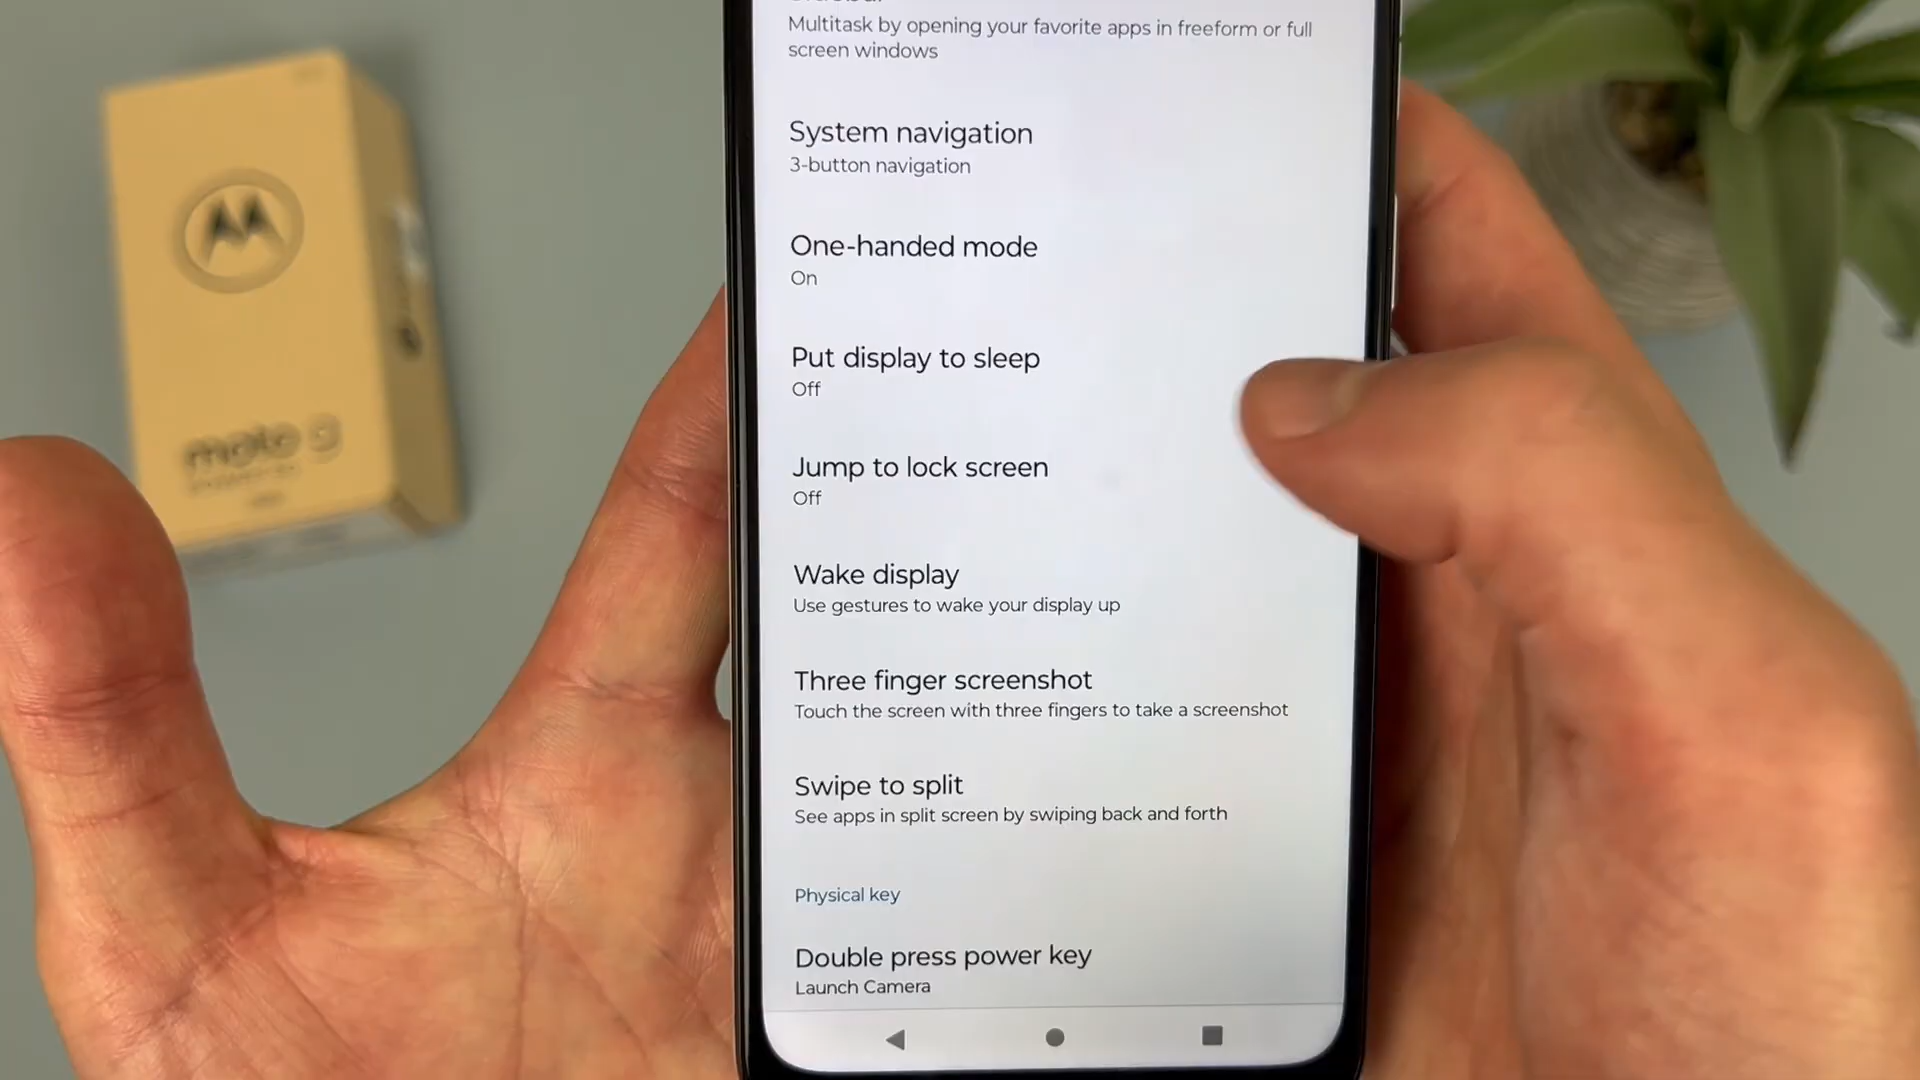 Multitask by opening your favorite apps in freeform or full
screen windows
System navigation
3-button navigation
One-handed mode
On
Put display to sleep
Off
Jump to lock screen
Off
Wake display
Use gestures to wake your display up
Three finger screenshot
Touch the screen with three fingers to take a screenshot
Swipe to split
See apps in split screen by swiping back and forth
Physical key
Double press power key
Launch Camera
moto g